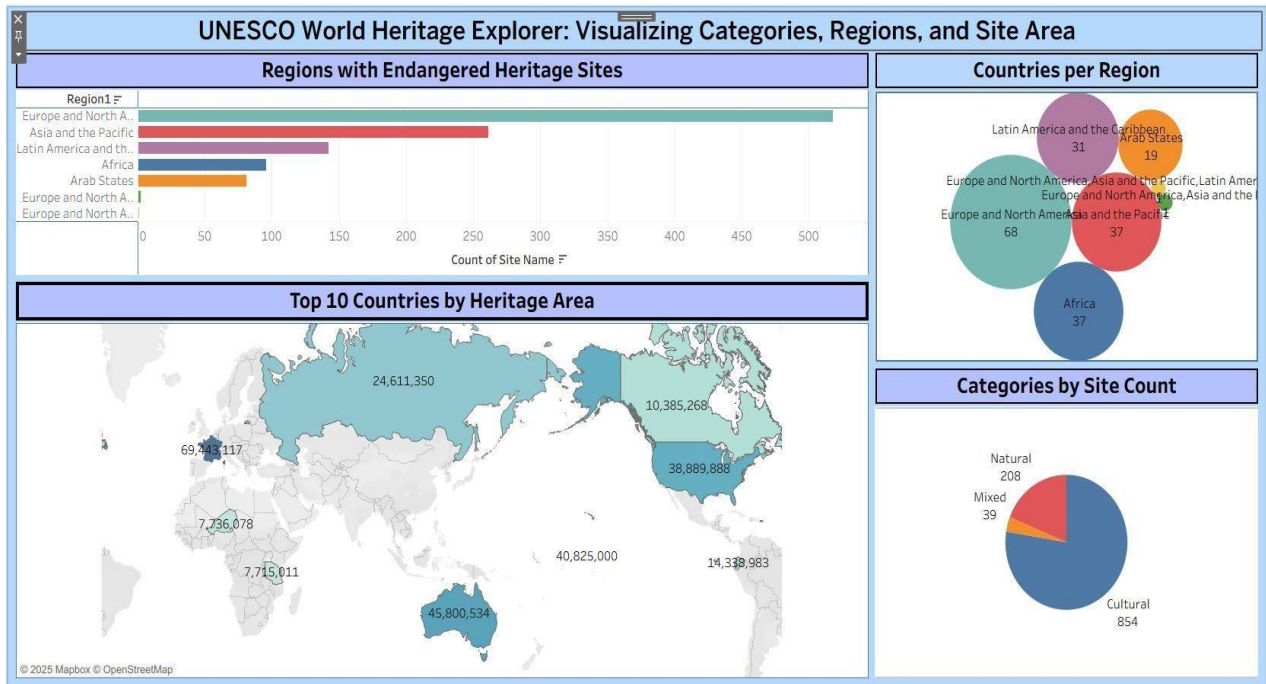 UNESCO World Heritage Explorer: Visualizing Categories, Regions, and Site Area
Regions with Endangered Heritage Sites
Region1
Europe and North A..
Asia and the Pacific
Latin America and th..
Africa
Arab States
Europe and North A..
Europe and North A..
0 50 100 150 200 250 300 350 400 450 500
Count of Site Name
Countries per Region
Latin America and the Caribbean
31
Arab States
19
Europe and North America,Asia and the Pacific,Latin Amer
Europe and North America,Asia and the
1
1
Europe and North America
68
Asia and the Pacific
37
Africa
37
Top 10 Countries by Heritage Area
24,611,350
10,385,268
69,443,117
38,889,888
7,736,078
40,825,000
14,338,983
7,715,011
45,800,534
© 2025 Mapbox © OpenStreetMap
Categories by Site Count
Natural
208
Mixed
39
Cultural
854